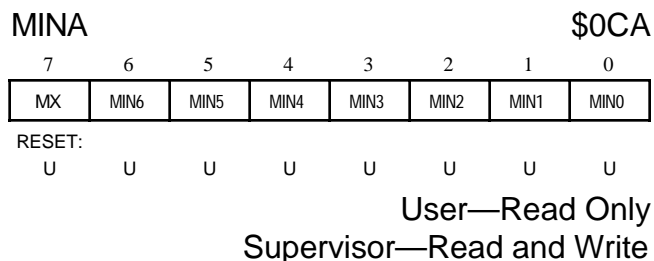 MINA $0CA
7 6 5 4 3 2 1 0
MX MIN6 MIN5 MIN4 MIN3 MIN2 MIN1 MIN0
RESET:
U U U U U U U U
User—Read Only
Supervisor—Read and Write